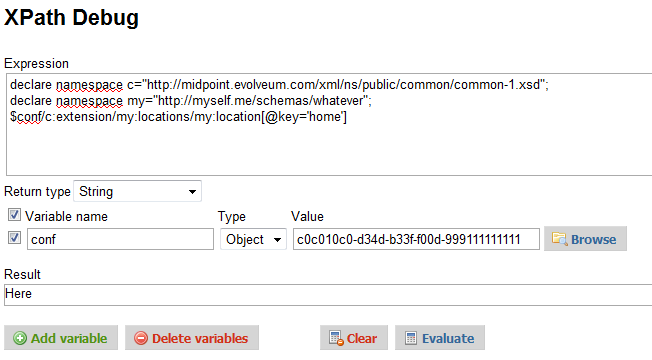 XPath Debug
Expression
declare namespace c="http://midpoint.evolveum.com/xml/ns/public/common/common-1.xsd";
declare namespace my="http://myself.me/schemas/whatever";
$conf/c:extension/my:locations/my:location[@key='home']
Return type String
Variable name Type Value
conf Object c0c010c0-d34d-b33f-f00d-999111111111 Browse
Result
Here
Add variable Delete variables Clear Evaluate